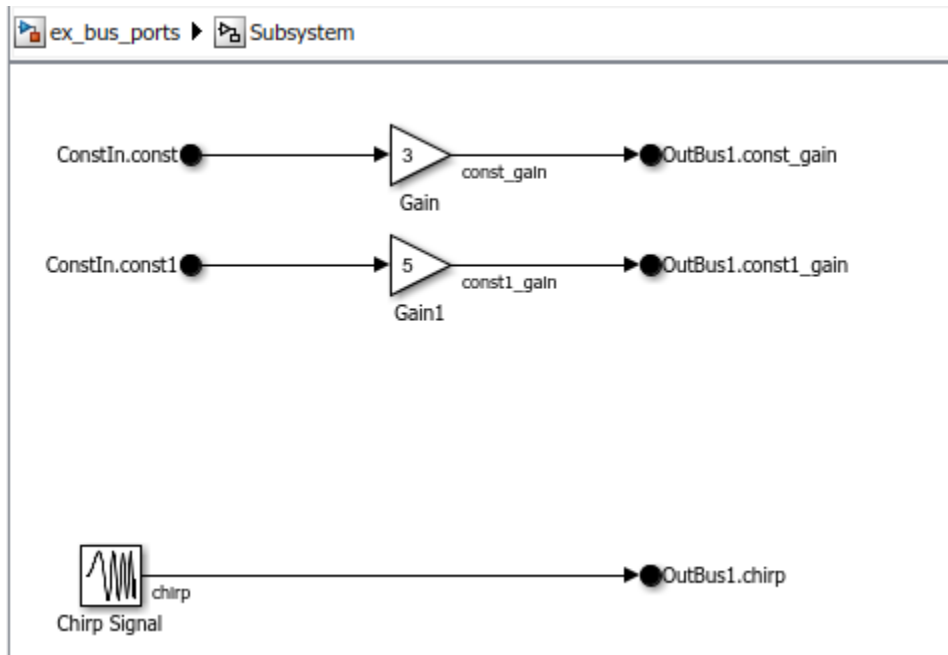 ex_bus_ports Subsystem
ConstIn.const 3 OutBus1.const_gain
const_gain
Gain
ConstIn.const1 5 OutBus1.const1_gain
const1_gain
Gain1
OutBus1.chirp
chirp
Chirp Signal